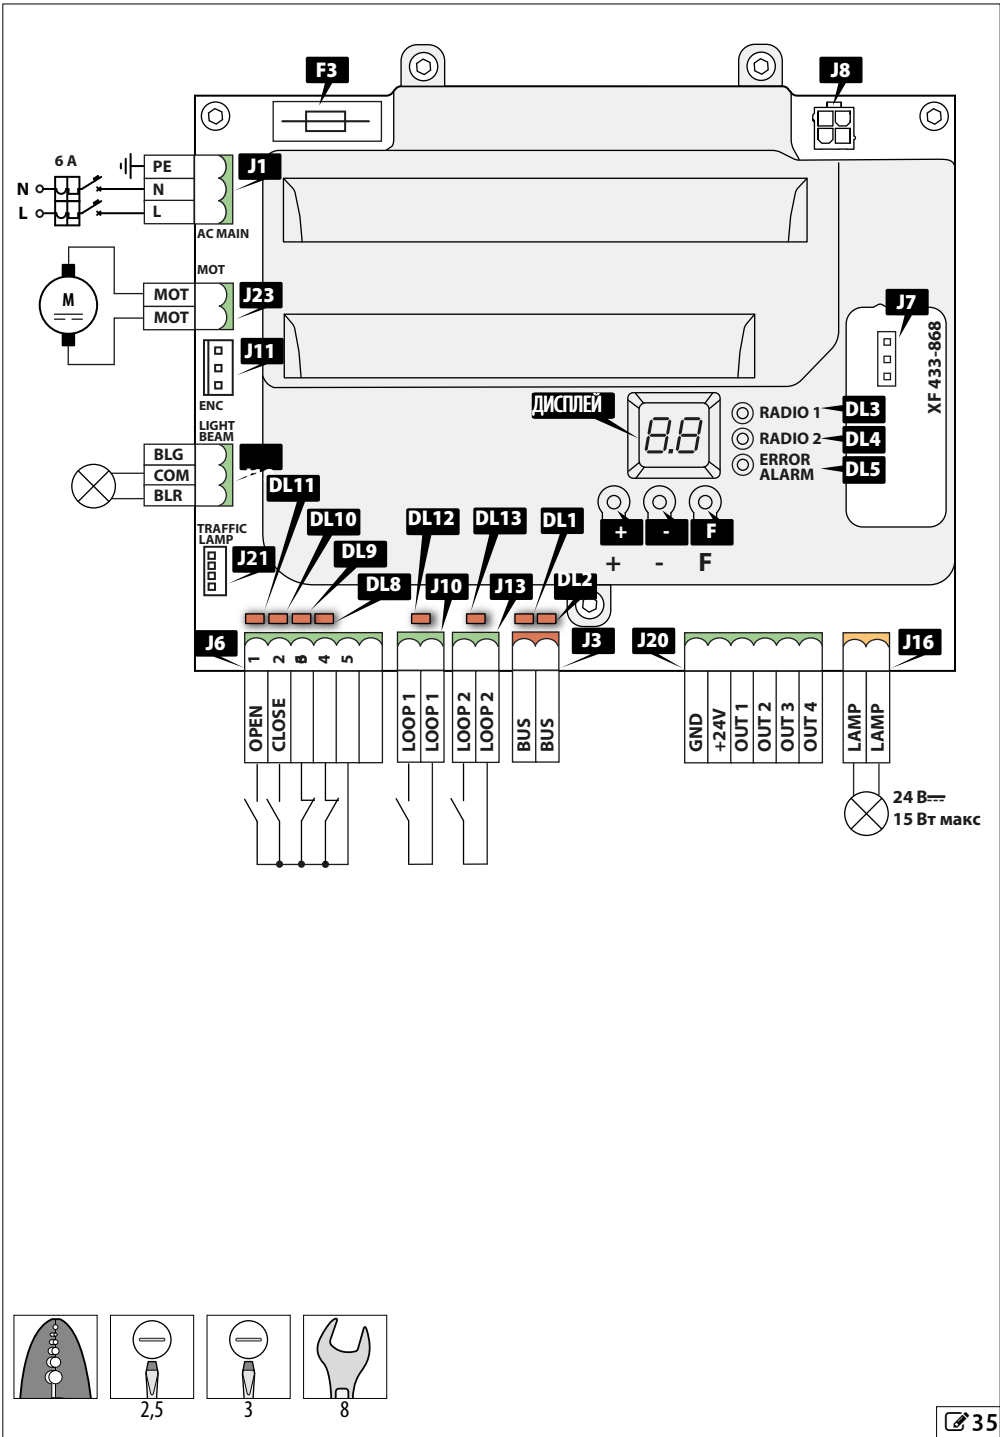 F3
J8
6 A
PE
J1
N
N
L
L
AC MAIN
MOT
M
MOT
J23
MOT
J7
J11
XF 433-868
ENC
ДИСПЛЕЙ
8.8
RADIO 1
DL3
RADIO 2
DL4
ERROR
ALARM
DL5
LIGHT
BEAM
BLG
COM
BLR
DL11
DL10
DL12
DL13
DL1
+
-
F
+
-
F
TRAFFIC
LAMP
J21
DL9
DL8
J10
J13
DL2
J6
1
2
4
5
J3
J20
J16
OPEN
CLOSE
LOOP 1
LOOP 1
LOOP 2
LOOP 2
BUS
BUS
GND
+24V
OUT 1
OUT 2
OUT 3
OUT 4
LAMP
LAMP
24 В
15 Вт макс
2,5
3
8
35